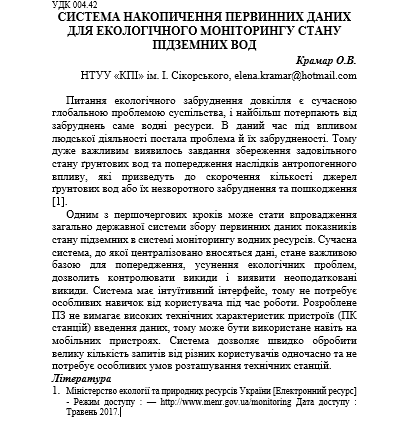 УДК 004.42
СИСТЕМА НАКОПИЧЕННЯ ПЕРВИННИХ ДАНИХ
ДЛЯ ЕКОЛОГІЧНОГО МОНІТОРИНГУ СТАНУ
ПІДЗЕМНИХ ВОД
Крамар О.В.
НТУУ «КПІ» ім. І. Сікорського, elena.kramar@hotmail.com
Питання екологічного забруднення довкілля є сучасною
глобальною проблемою суспільства, і найбільш потерпають від
забруднень саме водні ресурси. В даний час під впливом
людської діяльності постала проблема й їх забрудненості. Тому
дуже важливим виявилось завдання збереження задовільного
стану ґрунтових вод та попередження наслідків антропогенного
впливу, які призведуть до скорочення кількості джерел
ґрунтових вод або їх незворотного забруднення та пошкодження
[1].
Одним з першочергових кроків може стати впровадження
загально державної системи збору первинних даних показників
стану підземних в системі моніторингу водних ресурсів. Сучасна
система, до якої централізовано вносяться дані, стане важливою
базою для попередження, усунення екологічних проблем,
дозволить контролювати викиди і виявити неоподатковані
викиди. Система має інтуїтивний інтерфейс, тому не потребує
особливих навичок від користувача під час роботи. Розроблене
ПЗ не вимагає високих технічних характеристик пристроїв (ПК
станцій) введення даних, тому може бути використане навіть на
мобільних пристроях. Система дозволяє швидко обробити
велику кількість запитів від різних користувачів одночасно та не
потребує особливих умов розташування технічних станцій.
Література
1. Міністерство екології та природних ресурсів України [Електронний ресурс]
- Режим доступу : — http://www.menr.gov.ua/monitoring Дата доступу :
Травень 2017.